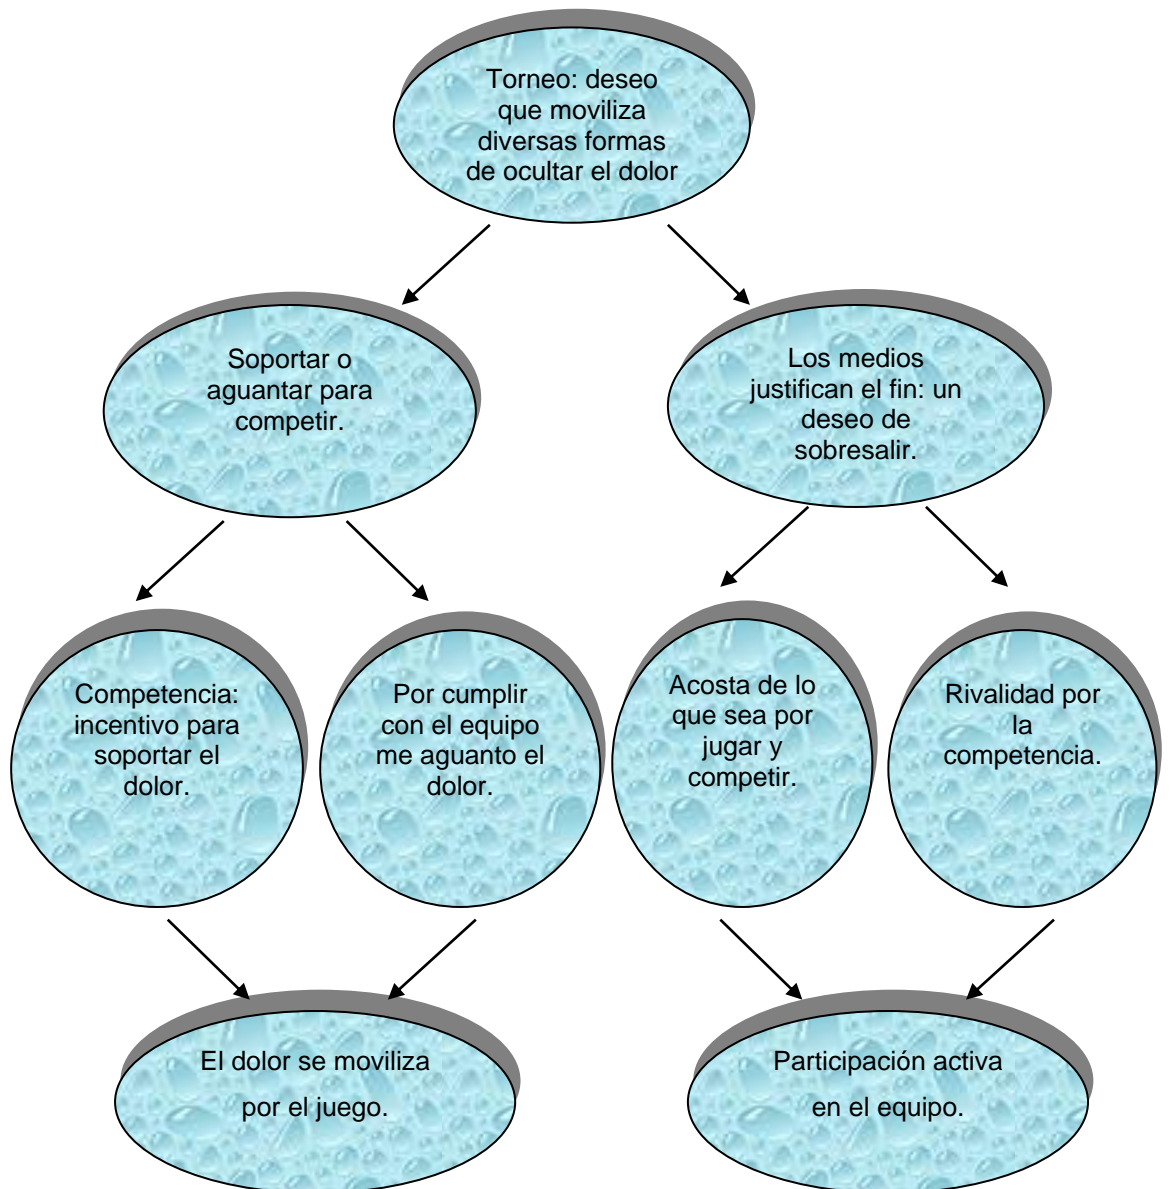 Torneo: deseo
que moviliza
diversas formas
de ocultar el dolor
Soportar o
aguantar para
competir.
Los medios
justifican el fin: un
deseo de
sobresalir.
Competencia:
incentivo para
soportar el
dolor.
Por cumplir
con el equipo
me aguanto el
dolor.
Acosta de lo
que sea por
jugar y
competir.
Rivalidad por
la
competencia.
El dolor se moviliza
por el juego.
Participación activa
en el equipo.